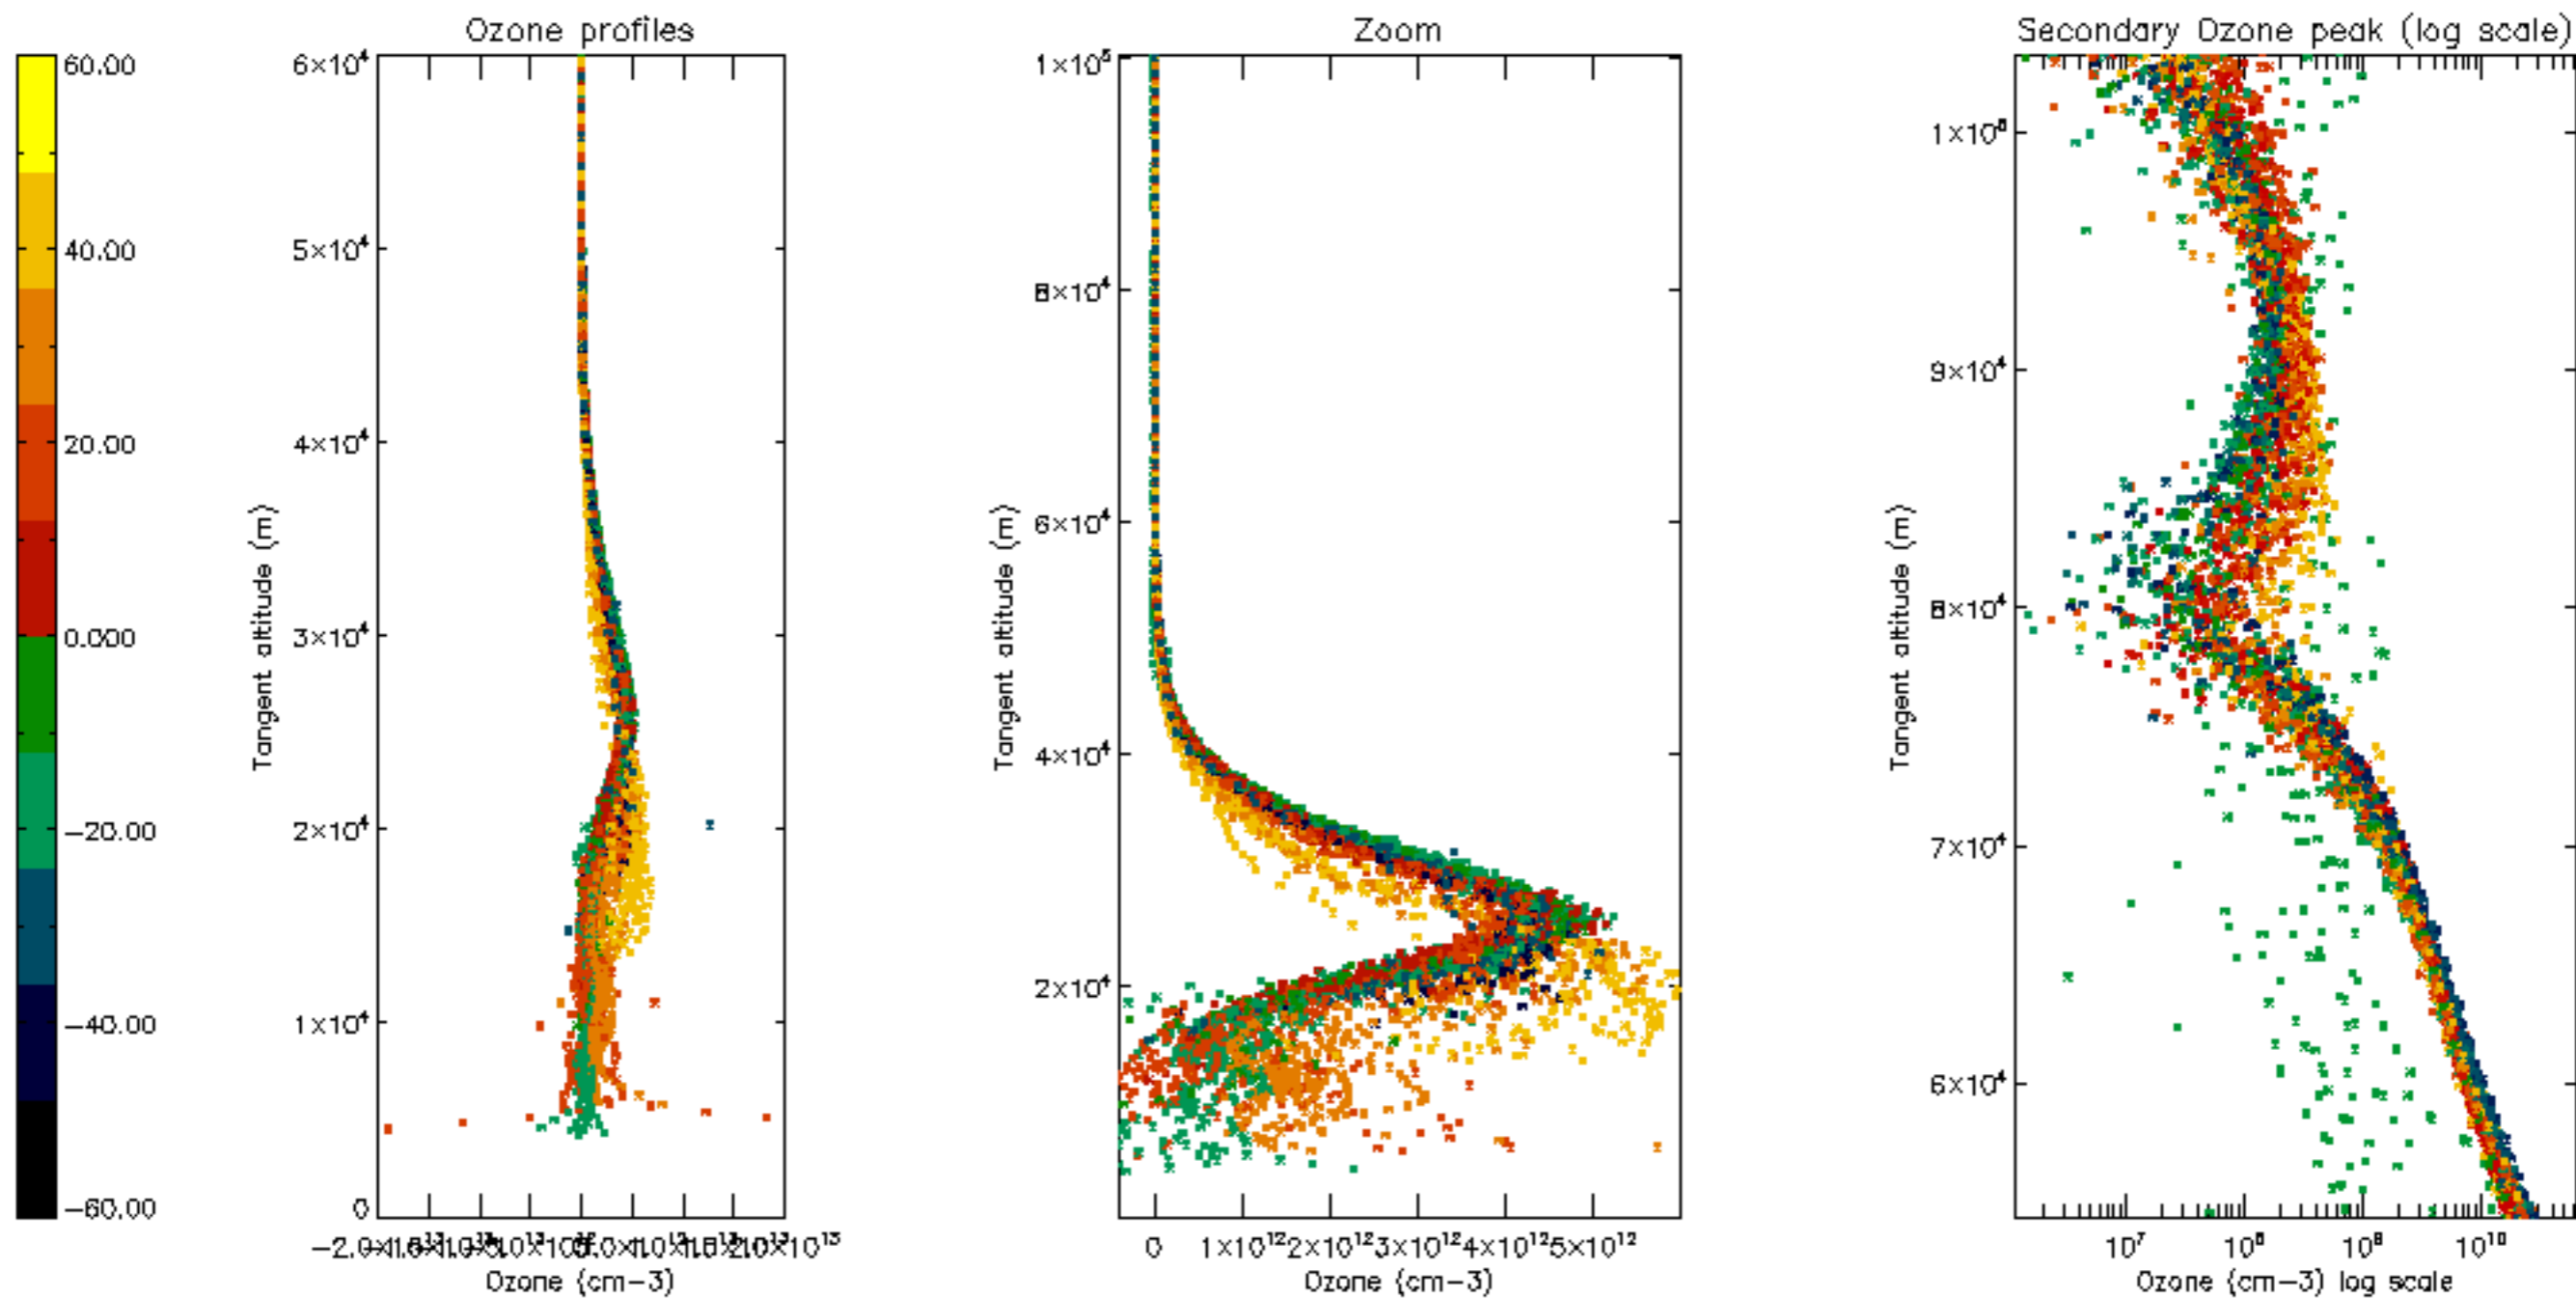 Ozone profiles
Zoom
Secondary Ozone peak (log scale)
60.00
40.00
20.00
0.000
−20.00
−40.00
−60.00
6×10⁴
5×10⁴
4×10⁴
3×10⁴
2×10⁴
1×10⁴
0
Tangent altitude (m)
Ozone (cm−3)
1×10⁵
8×10⁴
6×10⁴
4×10⁴
2×10⁴
Tangent altitude (m)
0 1×10¹² 2×10¹² 3×10¹² 4×10¹² 5×10¹²
Ozone (cm−3)
1×10⁵
9×10⁴
8×10⁴
7×10⁴
6×10⁴
Tangent altitude (m)
10⁷ 10⁸ 10⁹ 10¹⁰
Ozone (cm−3) log scale